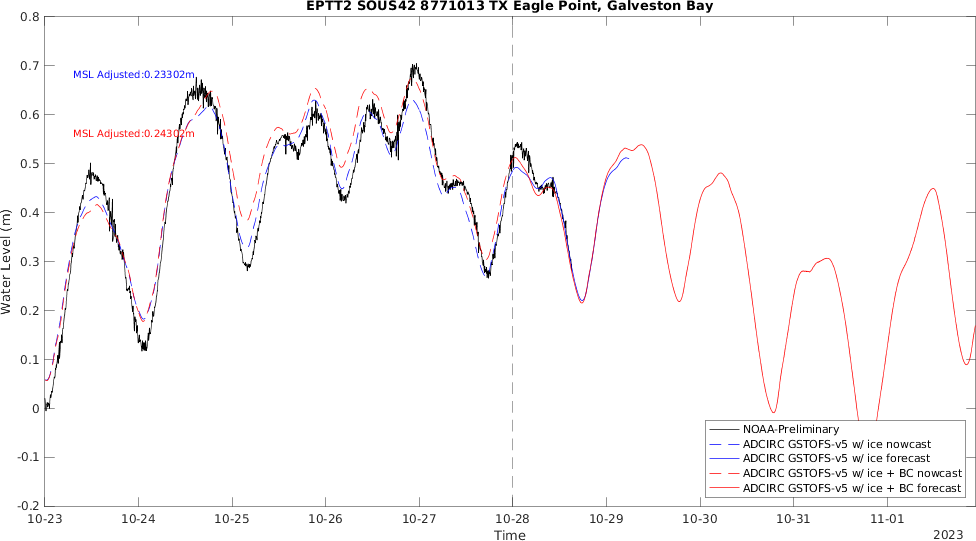 EPTT2 SOUS42 8771013 TX Eagle Point, Galveston Bay
0.8
0.7
0.6
0.5
0.4
0.3
0.2
0.1
0
-0.1
-0.2
Water Level (m)
MSL Adjusted:0.23302m
MSL Adjusted:0.24302m
NOAA-Preliminary
ADCIRC GSTOFS-v5 w/ ice nowcast
ADCIRC GSTOFS-v5 w/ ice forecast
ADCIRC GSTOFS-v5 w/ ice + BC nowcast
ADCIRC GSTOFS-v5 w/ ice + BC forecast
10-23 10-24 10-25 10-26 10-27 10-28 10-29 10-30 10-31 11-01
Time
2023